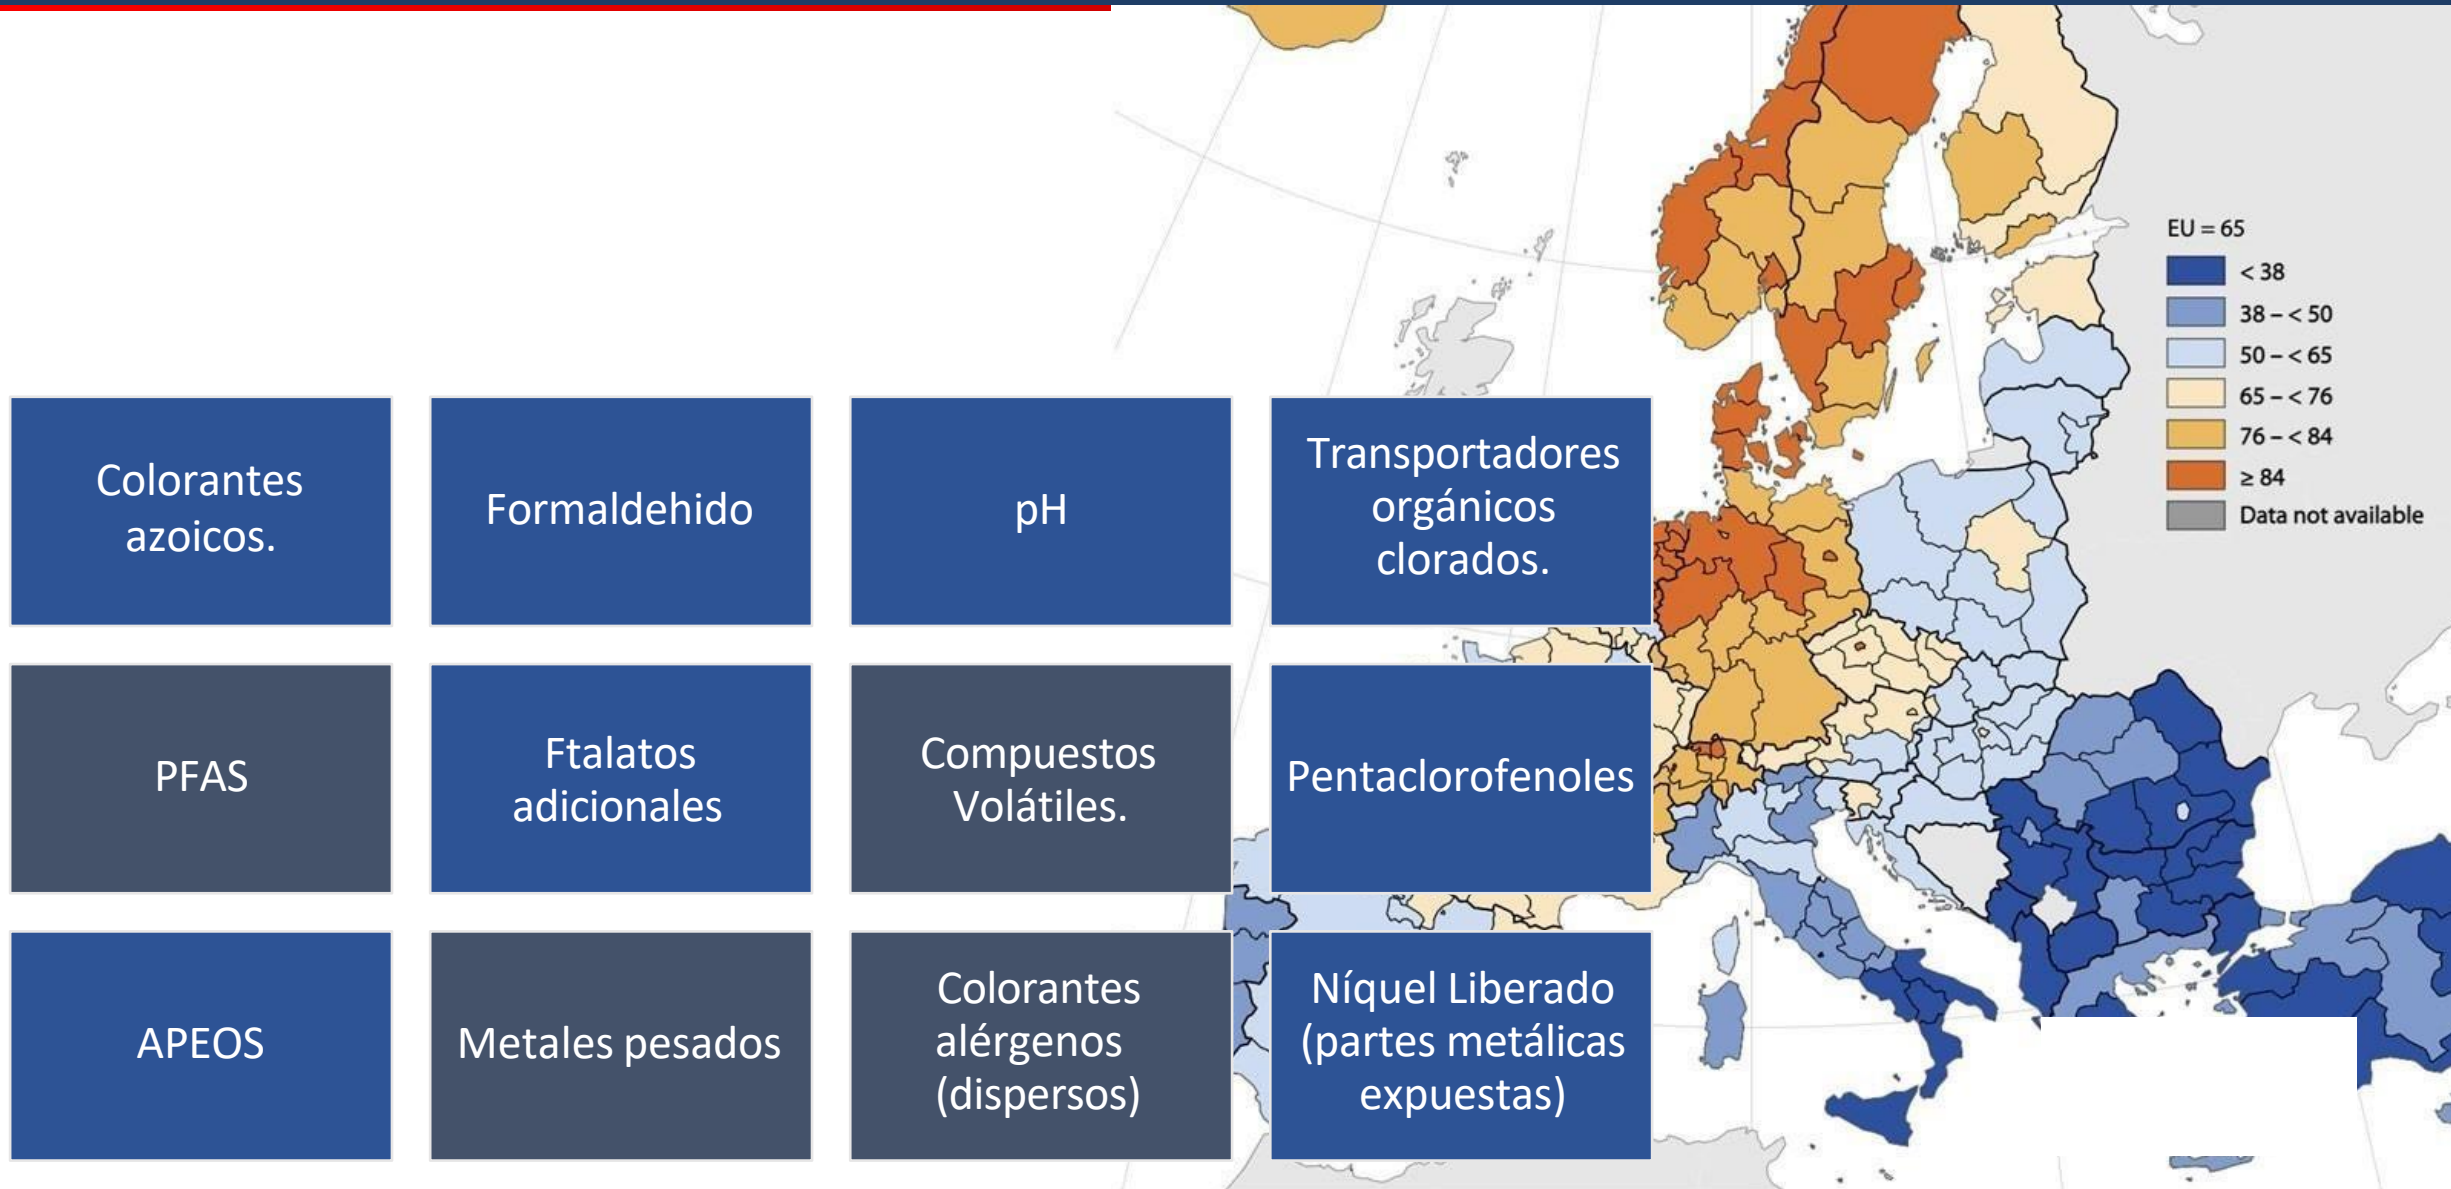 Colorantes
azoicos.
Formaldehido
pH
Transportadores
orgánicos
clorados.
PFAS
Ftalatos
adicionales
Compuestos
Volátiles.
Pentaclorofenoles
APEOS
Metales pesados
Colorantes
alérgenos
(dispersos)
Níquel Liberado
(partes metálicas
expuestas)
EU = 65
< 38
38 – < 50
50 – < 65
65 – < 76
76 – < 84
≥ 84
Data not available